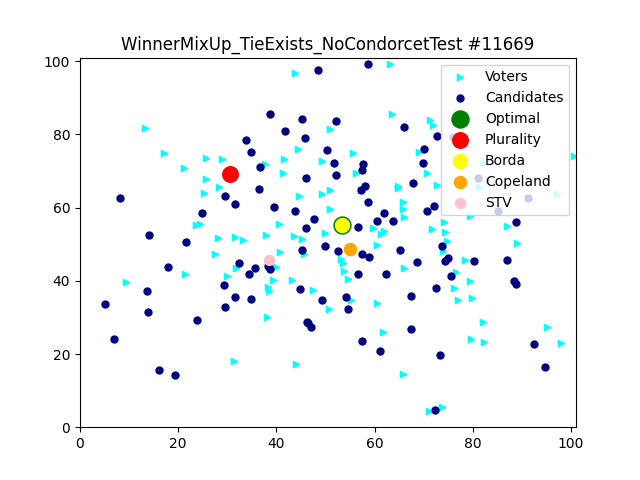 WinnerMixUp_TieExists_NoCondorcetTest #11669
Voters
Candidates
Optimal
Plurality
Borda
Copeland
STV
100
80
60
40
20
0
0 20 40 60 80 100